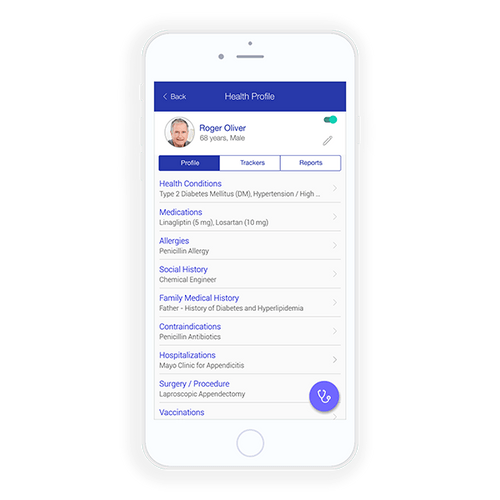 Back
Health Profile
Roger Oliver
68 years, Male
Profile
Trackers
Reports
Health Conditions
Type 2 Diabetes Mellitus (DM), Hypertension / High ...
Medications
Linagliptin (5 mg), Losartan (10 mg)
Allergies
Penicillin Allergy
Social History
Chemical Engineer
Family Medical History
Father - History of Diabetes and Hyperlipidemia
Contraindications
Penicillin Antibiotics
Hospitalizations
Mayo Clinic for Appendicitis
Surgery / Procedure
Laproscopic Appendectomy
Vaccinations